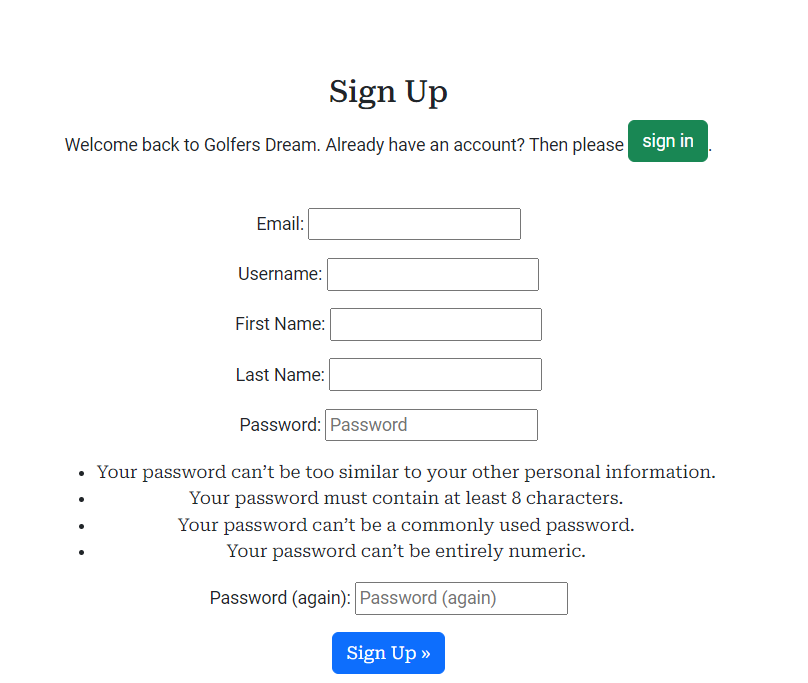 Sign Up
Welcome back to Golfers Dream. Already have an account? Then please sign in.
Email:
Username:
First Name:
Last Name:
Password: Password
• Your password can’t be too similar to your other personal information.
• Your password must contain at least 8 characters.
• Your password can’t be a commonly used password.
• Your password can’t be entirely numeric.
Password (again): Password (again)
Sign Up »